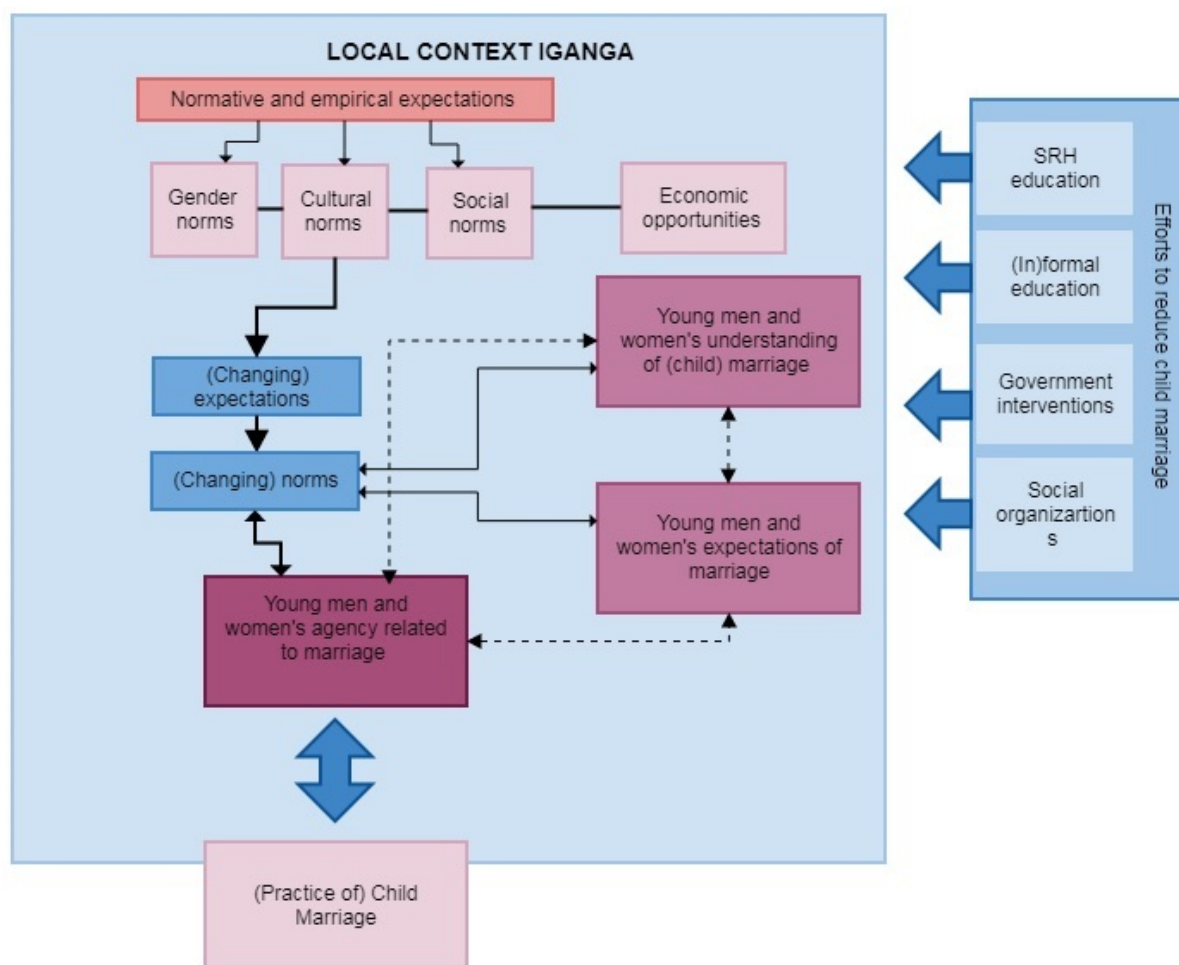 LOCAL CONTEXT IGANGA
Normative and empirical expectations
Gender
norms
Cultural
norms
Social
norms
Economic
opportunities
(Changing)
expectations
(Changing) norms
Young men and
women's understanding
of (child) marriage
Young men and
women's expectations of
marriage
Young men and
women's agency related
to marriage
(Practice of) Child
Marriage
SRH
education
(In)formal
education
Government
interventions
Social
organizartion
s
Efforts to reduce child marriage